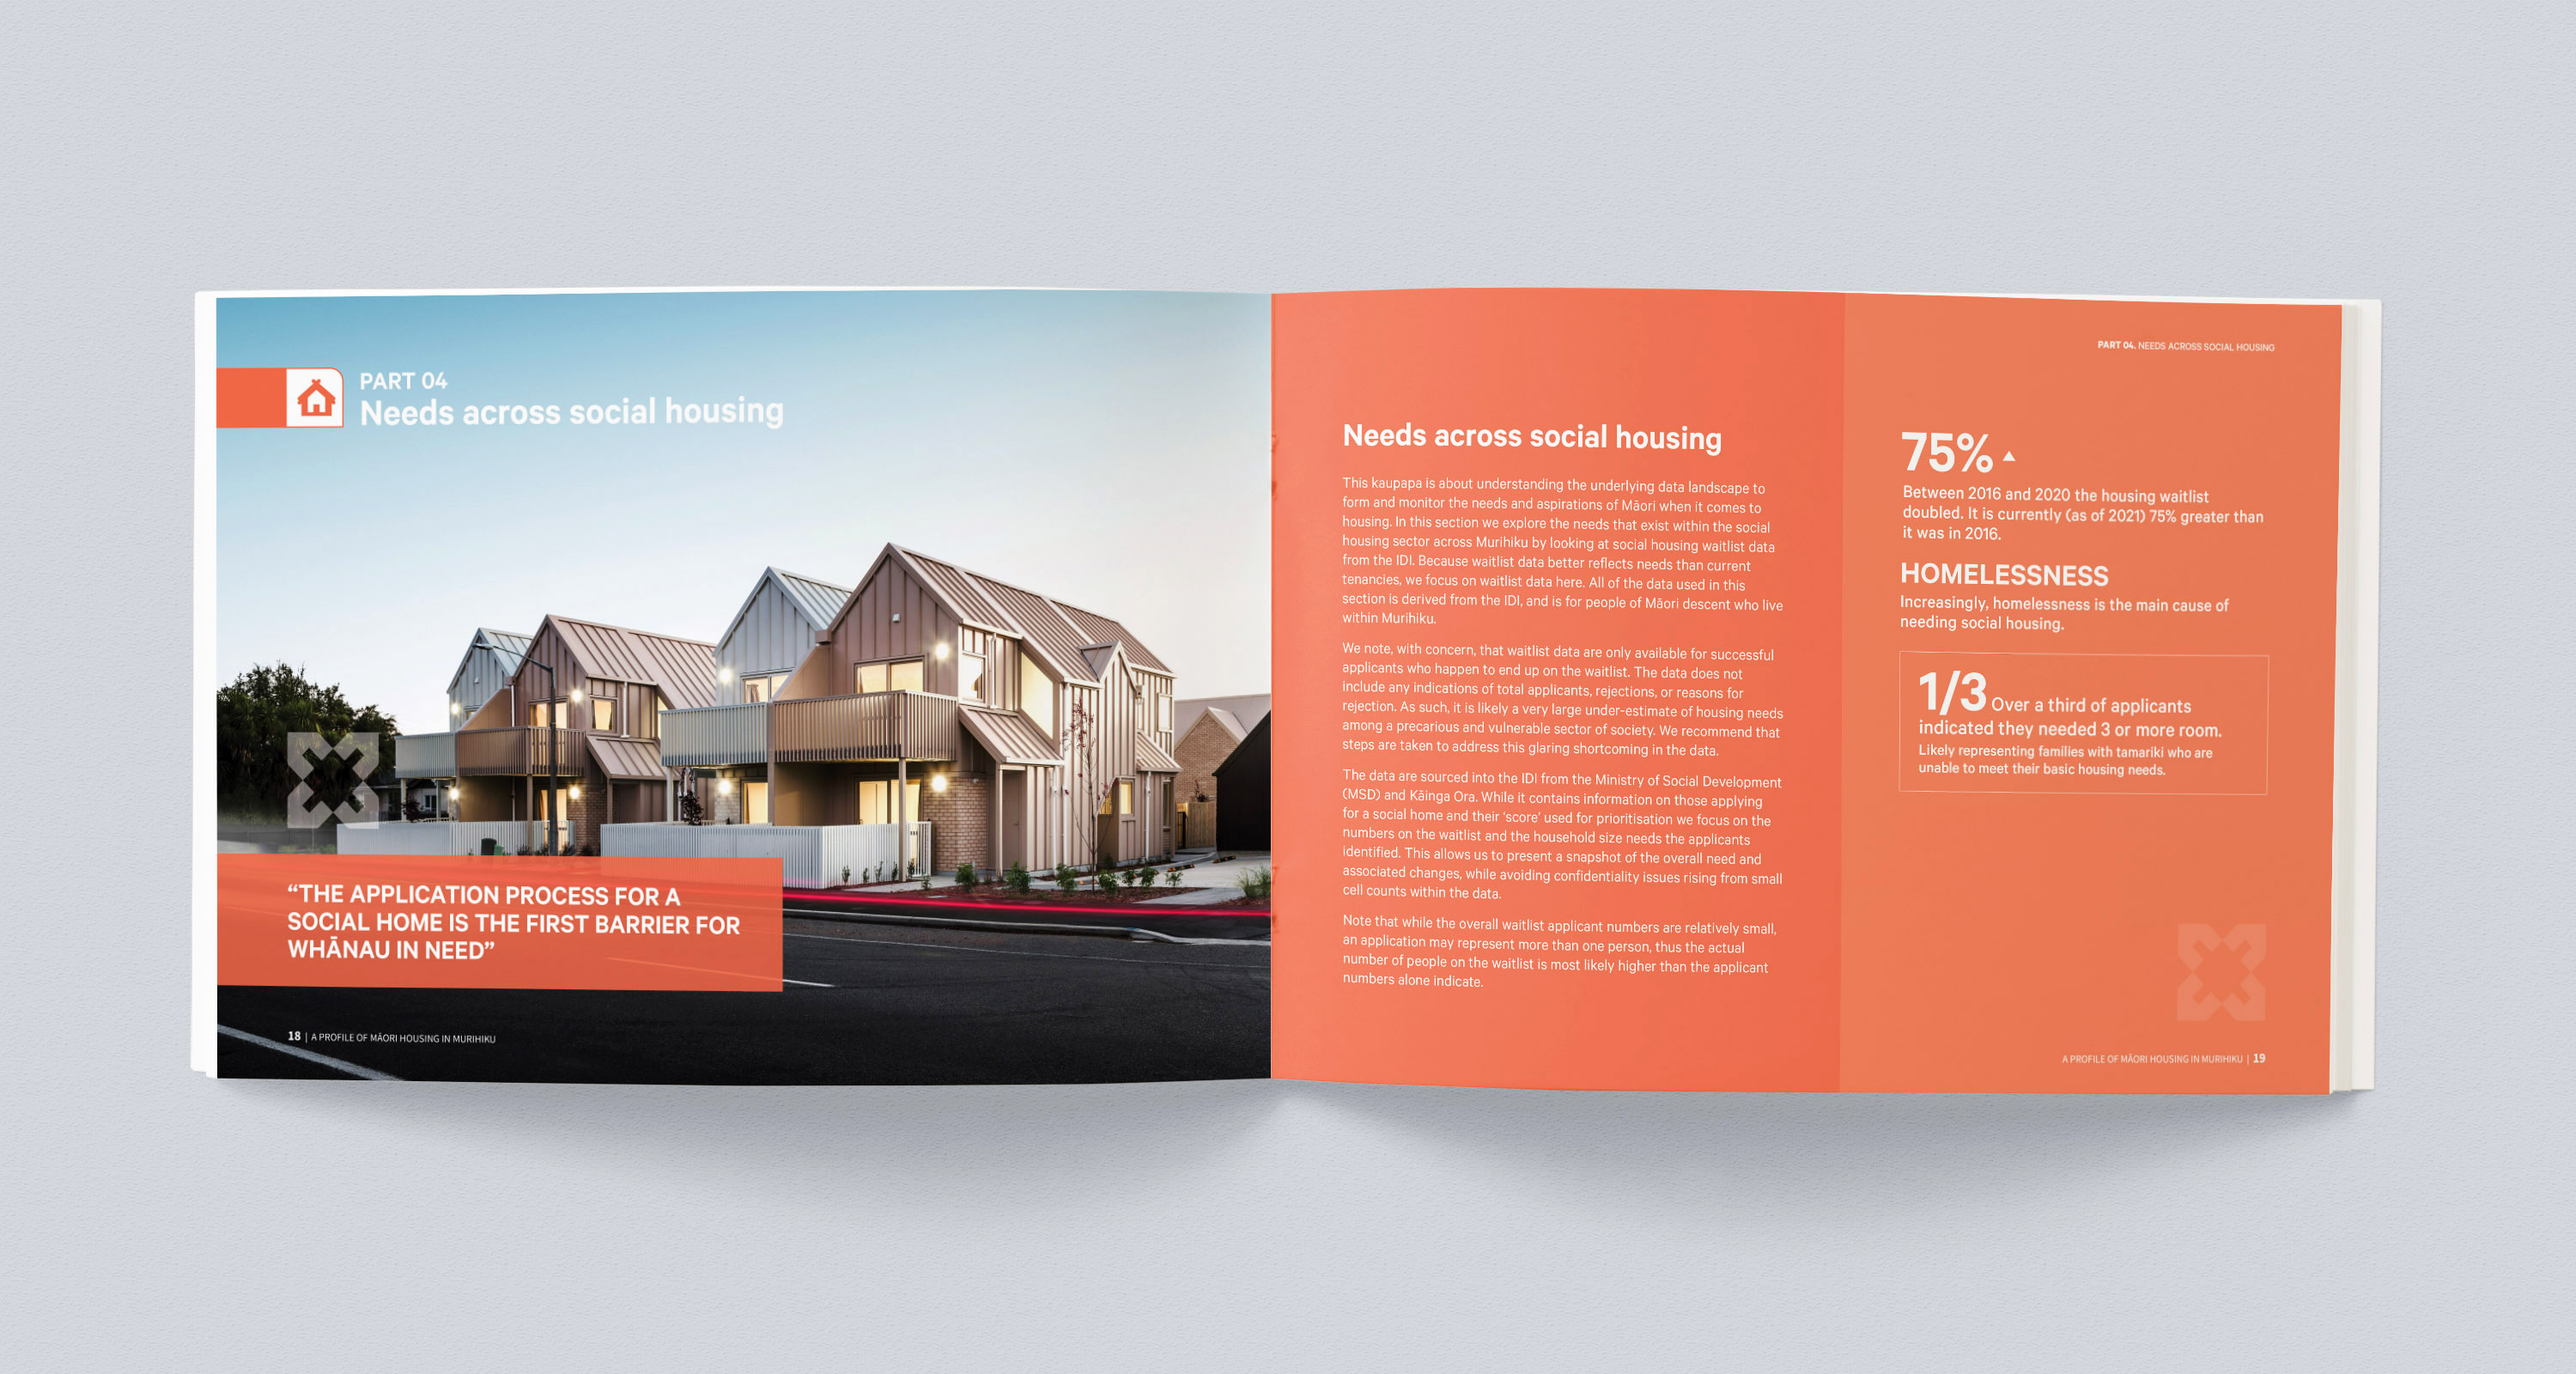 PART 04
Needs across social housing
“THE APPLICATION PROCESS FOR A
SOCIAL HOME IS THE FIRST BARRIER FOR
WHĀNAU IN NEED”
18 | A PROFILE OF MĀORI HOUSING IN MURIHIKU
PART 04. NEEDS ACROSS SOCIAL HOUSING
Needs across social housing
This kaupapa is about understanding the underlying data landscape to
form and monitor the needs and aspirations of Māori when it comes to
housing. In this section we explore the needs that exist within the social
housing sector across Murihiku by looking at social housing waitlist data
from the IDI. Because waitlist data better reflects needs than current
tenancies, we focus on waitlist data here. All of the data used in this
section is derived from the IDI, and is for people of Māori descent who live
within Murihiku.
We note, with concern, that waitlist data are only available for successful
applicants who happen to end up on the waitlist. The data does not
include any indications of total applicants, rejections, or reasons for
rejection. As such, it is likely a very large under-estimate of housing needs
among a precarious and vulnerable sector of society. We recommend that
steps are taken to address this glaring shortcoming in the data.
The data are sourced into the IDI from the Ministry of Social Development
(MSD) and Kāinga Ora. While it contains information on those applying
for a social home and their ‘score’ used for prioritisation we focus on the
numbers on the waitlist and the household size needs the applicants
identified. This allows us to present a snapshot of the overall need and
associated changes, while avoiding confidentiality issues rising from small
cell counts within the data.
Note that while the overall waitlist applicant numbers are relatively small,
an application may represent more than one person, thus the actual
number of people on the waitlist is most likely higher than the applicant
numbers alone indicate.
75%
Between 2016 and 2020 the housing waitlist
doubled. It is currently (as of 2021) 75% greater than
it was in 2016.
HOMELESSNESS
Increasingly, homelessness is the main cause of
needing social housing.
1/3 Over a third of applicants
indicated they needed 3 or more room.
Likely representing families with tamariki who are
unable to meet their basic housing needs.
A PROFILE OF MĀORI HOUSING IN MURIHIKU | 19